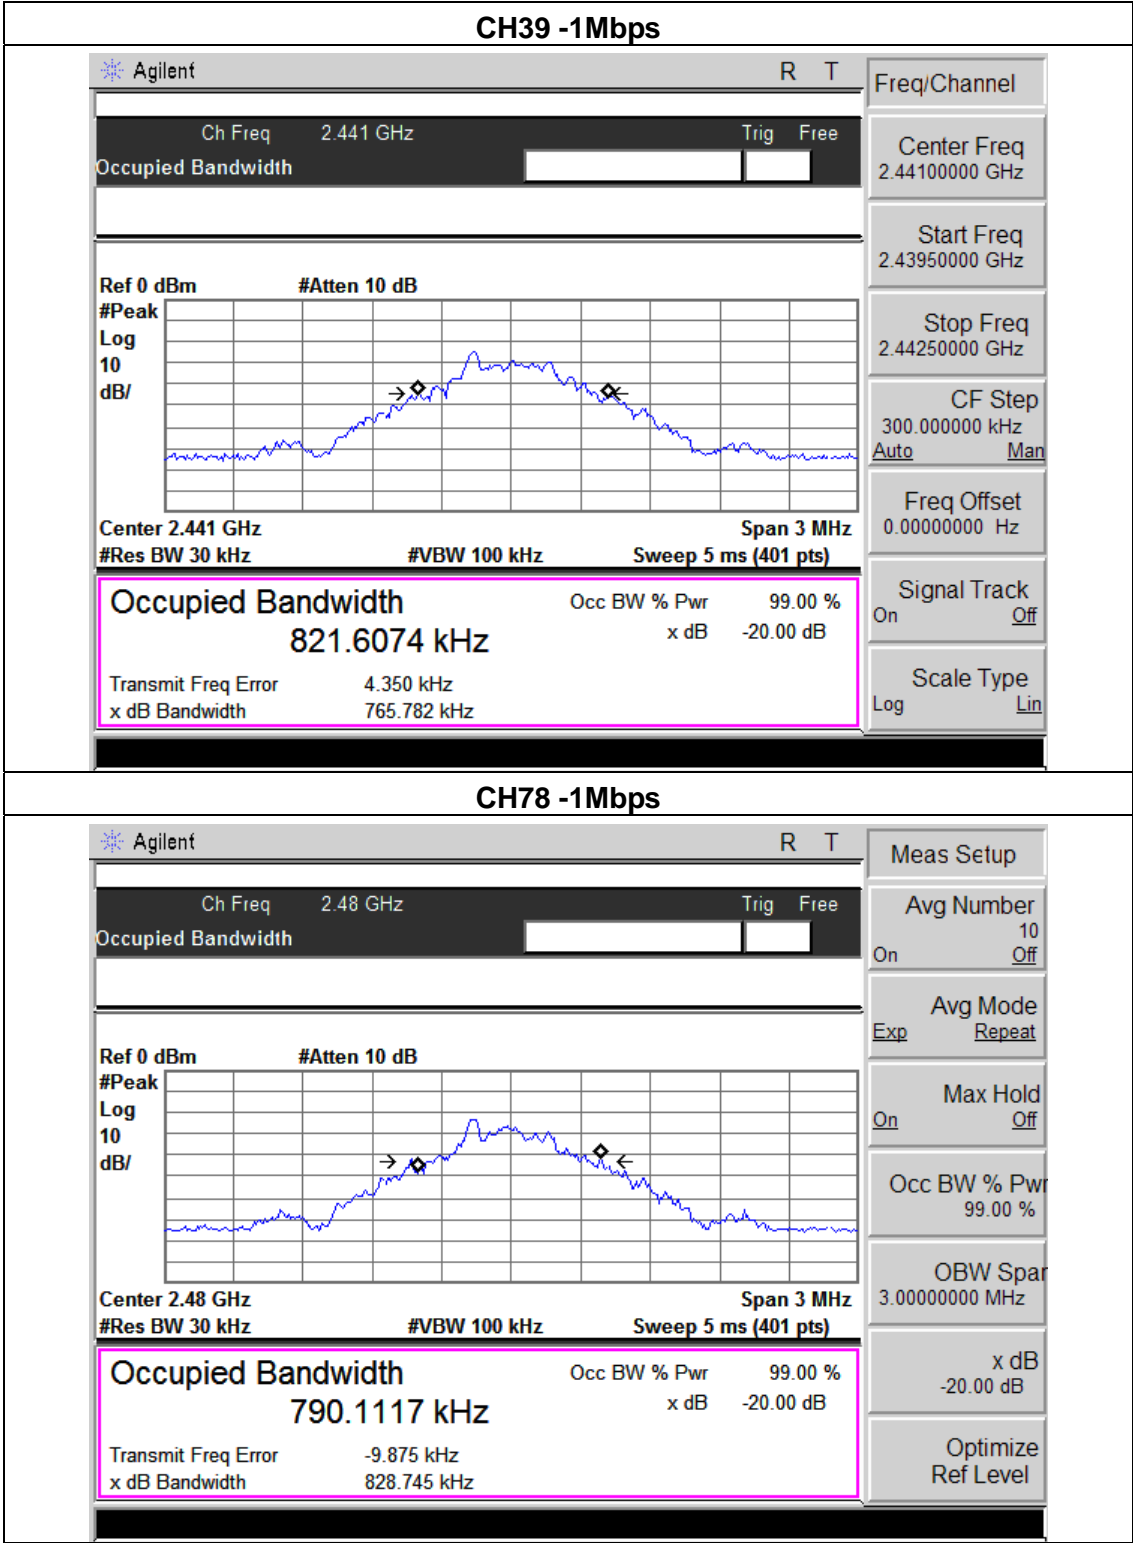 CH39 -1Mbps
Agilent R T
Freq/Channel
Ch Freq 2.441 GHz Trig Free
Occupied Bandwidth
Center Freq
2.44100000 GHz
Start Freq
2.43950000 GHz
Stop Freq
2.44250000 GHz
CF Step
300.000000 kHz
Auto Man
Freq Offset
0.00000000 Hz
Signal Track
On Off
Scale Type
Log Lin
Ref 0 dBm #Atten 10 dB
#Peak
Log
10
dB/
Center 2.441 GHz Span 3 MHz
#Res BW 30 kHz #VBW 100 kHz Sweep 5 ms (401 pts)
Occupied Bandwidth Occ BW % Pwr 99.00 %
821.6074 kHz x dB -20.00 dB
Transmit Freq Error 4.350 kHz
x dB Bandwidth 765.782 kHz
CH78 -1Mbps
Agilent R T
Meas Setup
Ch Freq 2.48 GHz Trig Free
Occupied Bandwidth
Avg Number
10
On Off
Avg Mode
Exp Repeat
Max Hold
On Off
Occ BW % Pwr
99.00 %
OBW Span
3.00000000 MHz
x dB
-20.00 dB
Optimize
Ref Level
Ref 0 dBm #Atten 10 dB
#Peak
Log
10
dB/
Center 2.48 GHz Span 3 MHz
#Res BW 30 kHz #VBW 100 kHz Sweep 5 ms (401 pts)
Occupied Bandwidth Occ BW % Pwr 99.00 %
790.1117 kHz x dB -20.00 dB
Transmit Freq Error -9.875 kHz
x dB Bandwidth 828.745 kHz